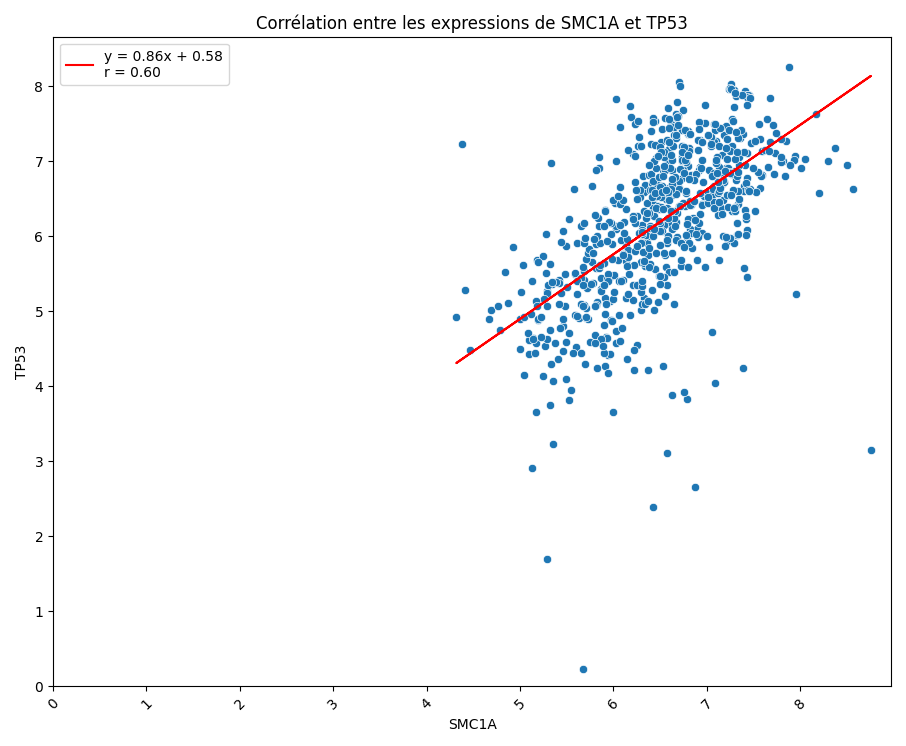 Corrélation entre les expressions de SMC1A et TP53
y = 0.86x + 0.58
r = 0.60
8
7
6
5
4
3
2
1
0
TP53
0 1 2 3 4 5 6 7 8
SMC1A